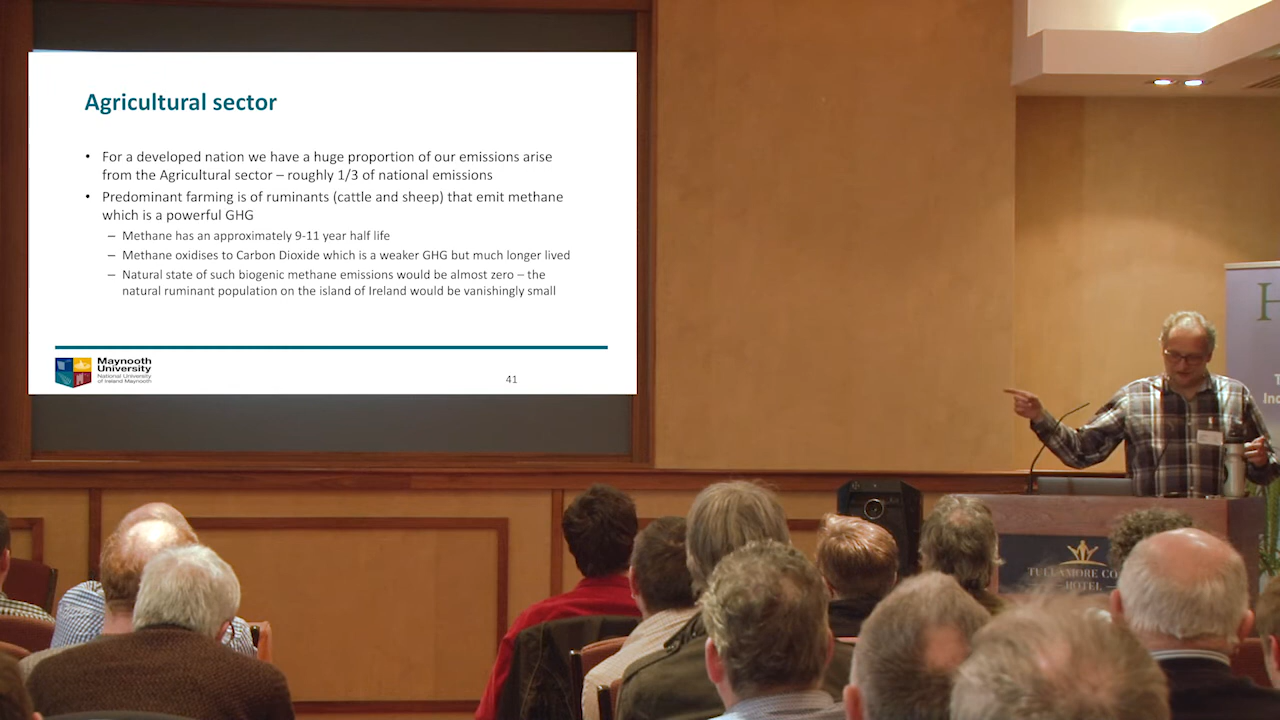 Agricultural sector
• For a developed nation we have a huge proportion of our emissions arise
from the Agricultural sector – roughly 1/3 of national emissions
• Predominant farming is of ruminants (cattle and sheep) that emit methane
which is a powerful GHG
– Methane has an approximately 9-11 year half life
– Methane oxidises to Carbon Dioxide which is a weaker GHG but much longer lived
– Natural state of such biogenic methane emissions would be almost zero – the
natural ruminant population on the island of Ireland would be vanishingly small
Maynooth
University
National University
of Ireland Maynooth
41
H
T
Inc
TULLAMORE CO
HOTEL